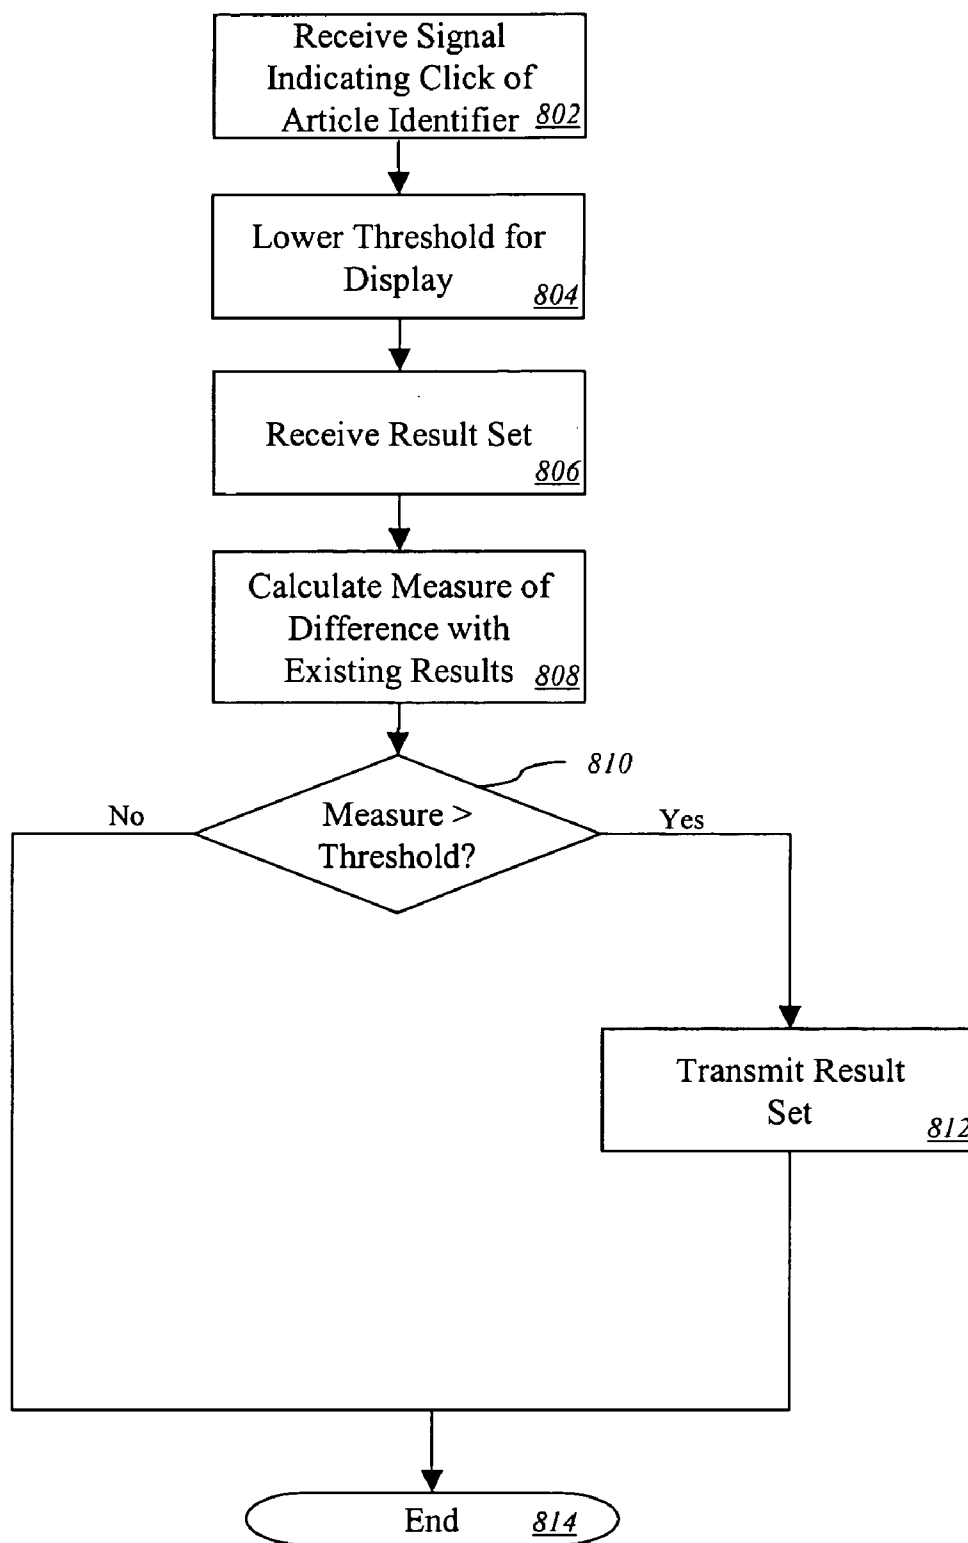 Receive Signal
Indicating Click of
Article Identifier 802
Lower Threshold for
Display 804
Receive Result Set
806
Calculate Measure of
Difference with
Existing Results 808
810
No
Measure >
Threshold?
Yes
Transmit Result
Set
812
End 814